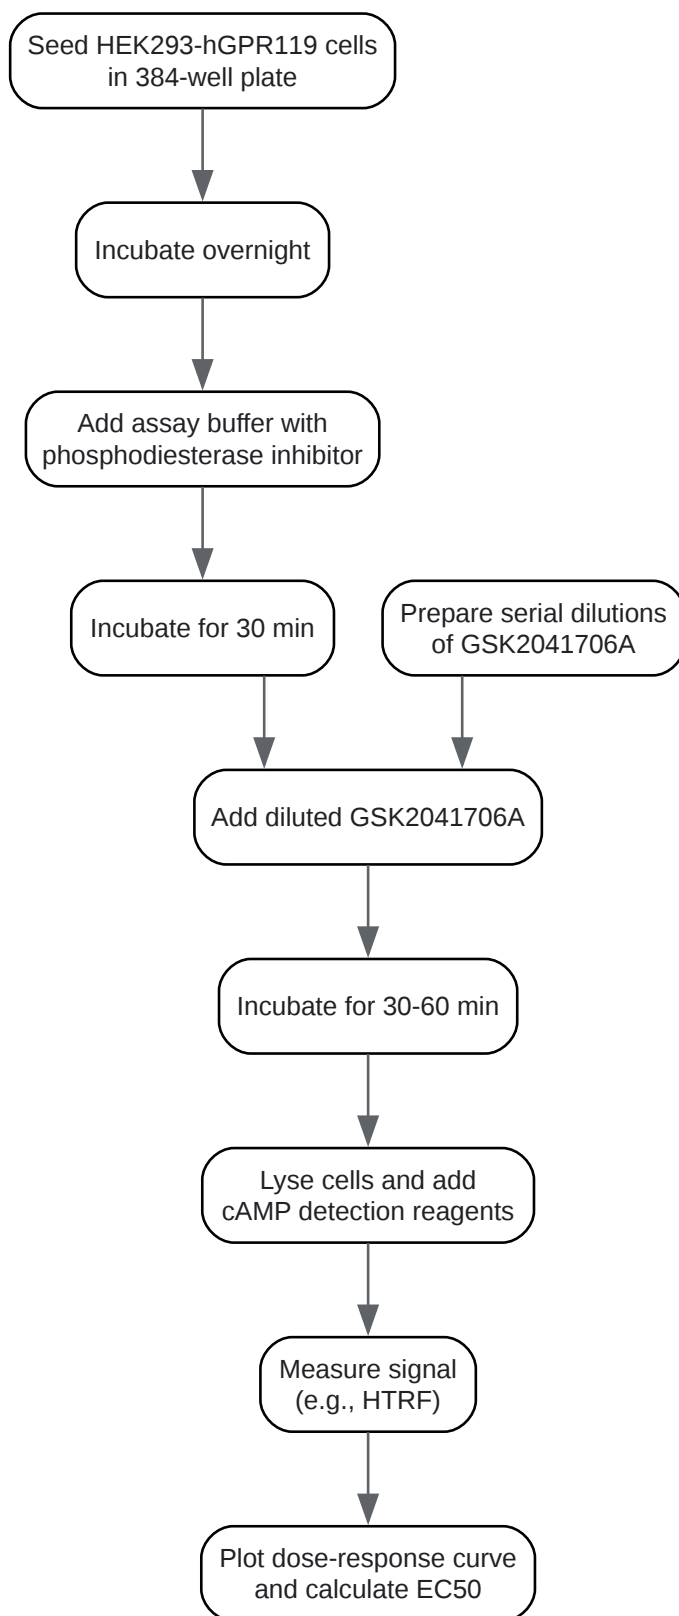 Seed HEK293-hGPR119 cells
in 384-well plate
Incubate overnight
Add assay buffer with
phosphodiesterase inhibitor
Incubate for 30 min
Prepare serial dilutions
of GSK2041706A
Add diluted GSK2041706A
Incubate for 30-60 min
Lyse cells and add
cAMP detection reagents
Measure signal
(e.g., HTRF)
Plot dose-response curve
and calculate EC50